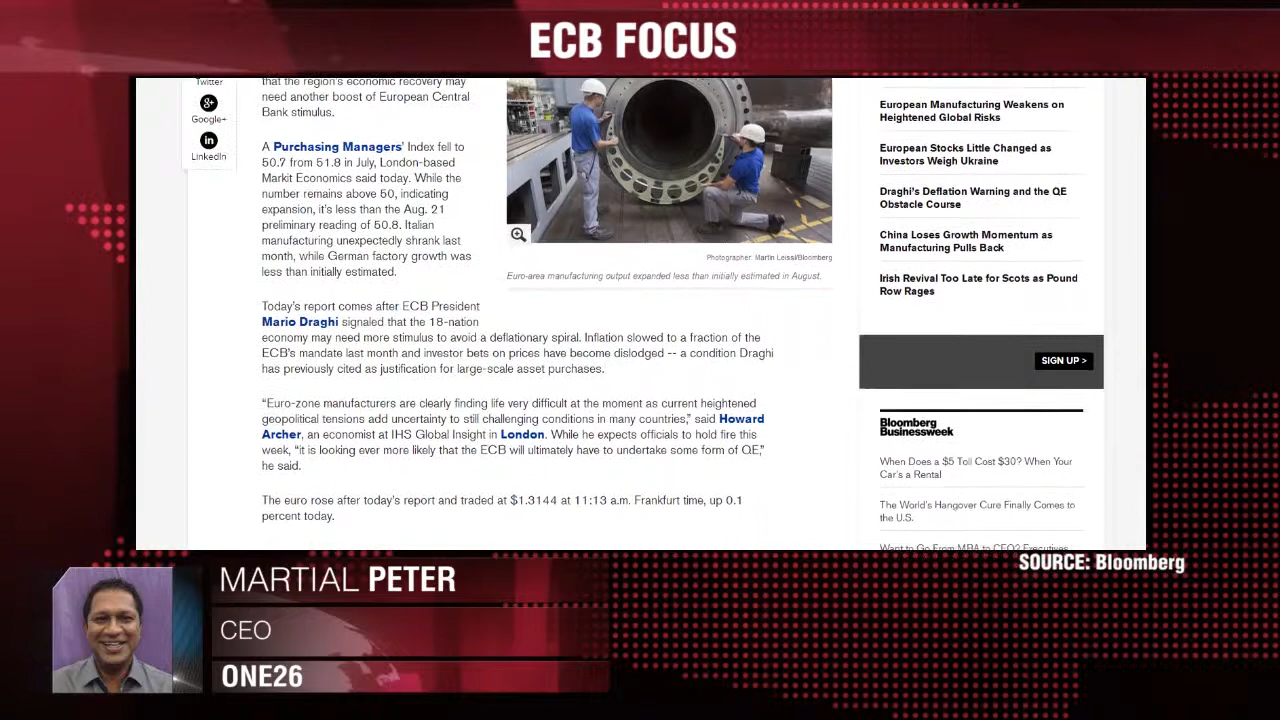 ECB FOCUS
Twitter
Google+
LinkedIn
that the region's economic recovery may
need another boost of European Central
Bank stimulus.
A Purchasing Managers' Index fell to
50.7 from 51.8 in July, London-based
Markit Economics said today. While the
number remains above 50, indicating
expansion, it's less than the Aug. 21
preliminary reading of 50.8. Italian
manufacturing unexpectedly shrank last
month, while German factory growth was
less than initially estimated.
Photographer: Martin Leissl/Bloomberg
Euro-area manufacturing output expanded less than initially estimated in August.
Today's report comes after ECB President
Mario Draghi signaled that the 18-nation
economy may need more stimulus to avoid a deflationary spiral. Inflation slowed to a fraction of the
ECB's mandate last month and investor bets on prices have become dislodged -- a condition Draghi
has previously cited as justification for large-scale asset purchases.
“Euro-zone manufacturers are clearly finding life very difficult at the moment as current heightened
geopolitical tensions add uncertainty to still challenging conditions in many countries,” said Howard
Archer, an economist at IHS Global Insight in London. While he expects officials to hold fire this
week, “it is looking ever more likely that the ECB will ultimately have to undertake some form of QE,”
he said.
The euro rose after today's report and traded at $1.3144 at 11:13 a.m. Frankfurt time, up 0.1
percent today.
European Manufacturing Weakens on
Heightened Global Risks
European Stocks Little Changed as
Investors Weigh Ukraine
Draghi's Deflation Warning and the QE
Obstacle Course
China Loses Growth Momentum as
Manufacturing Pulls Back
Irish Revival Too Late for Scots as Pound
Row Rages
SIGN UP >
Bloomberg
Businessweek
When Does a $5 Toll Cost $30? When Your
Car's a Rental
The World's Hangover Cure Finally Comes to
the U.S.
Want to Go From MBA to CEO? Executives
SOURCE: Bloomberg
MARTIAL PETER
CEO
ONE26